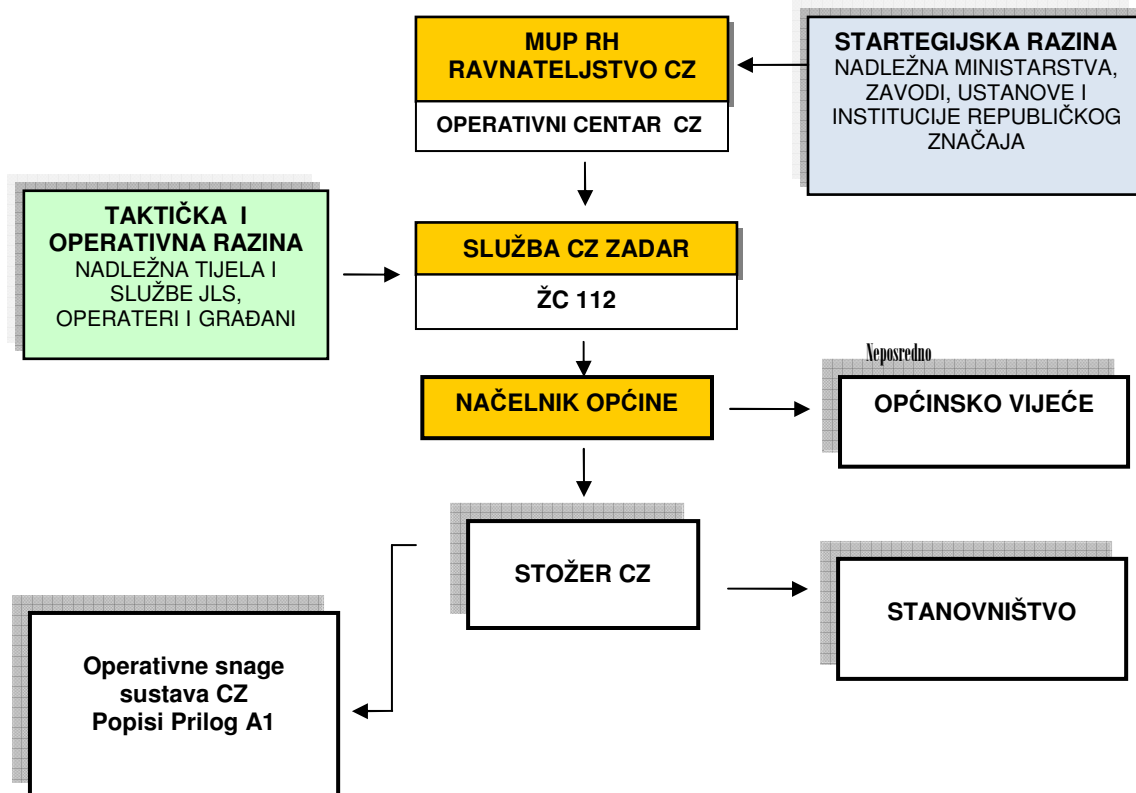 MUP RH
RAVNATELJSTVO CZ
OPERATIVNI CENTAR CZ
STARTEGIJSKA RAZINA
NADLEŽNA MINISTARSTVA,
ZAVODI, USTANOVE I
INSTITUCIJE REPUBLIČKOG
ZNAČAJA
TAKTIČKA I
OPERATIVNA RAZINA
NADLEŽNA TIJELA I
SLUŽBE JLS,
OPERATERI I GRAĐANI
SLUŽBA CZ ZADAR
ŽC 112
NAČELNIK OPĆINE
Neposredno
OPĆINSKO VIJEĆE
STOŽER CZ
STANOVNIŠTVO
Operativne snage
sustava CZ
Popisi Prilog A1